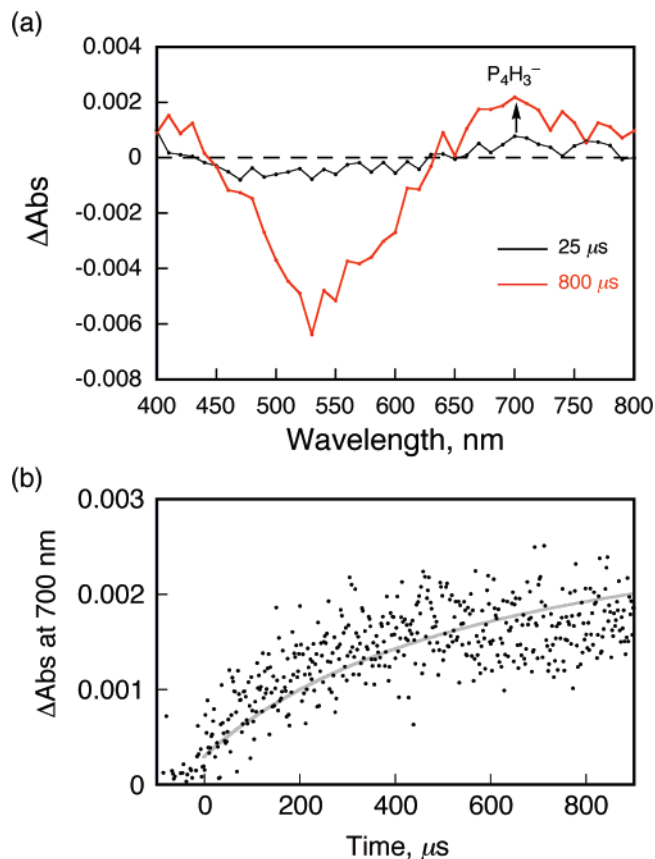 (a)
0.004
0.002
0
-0.002
-0.004
-0.006
-0.008
ΔAbs
P₄H₃⁻
25 μs
800 μs
400 450 500 550 600 650 700 750 800
Wavelength, nm
(b)
0.003
0.002
0.001
0
ΔAbs at 700 nm
0 200 400 600 800
Time, μs